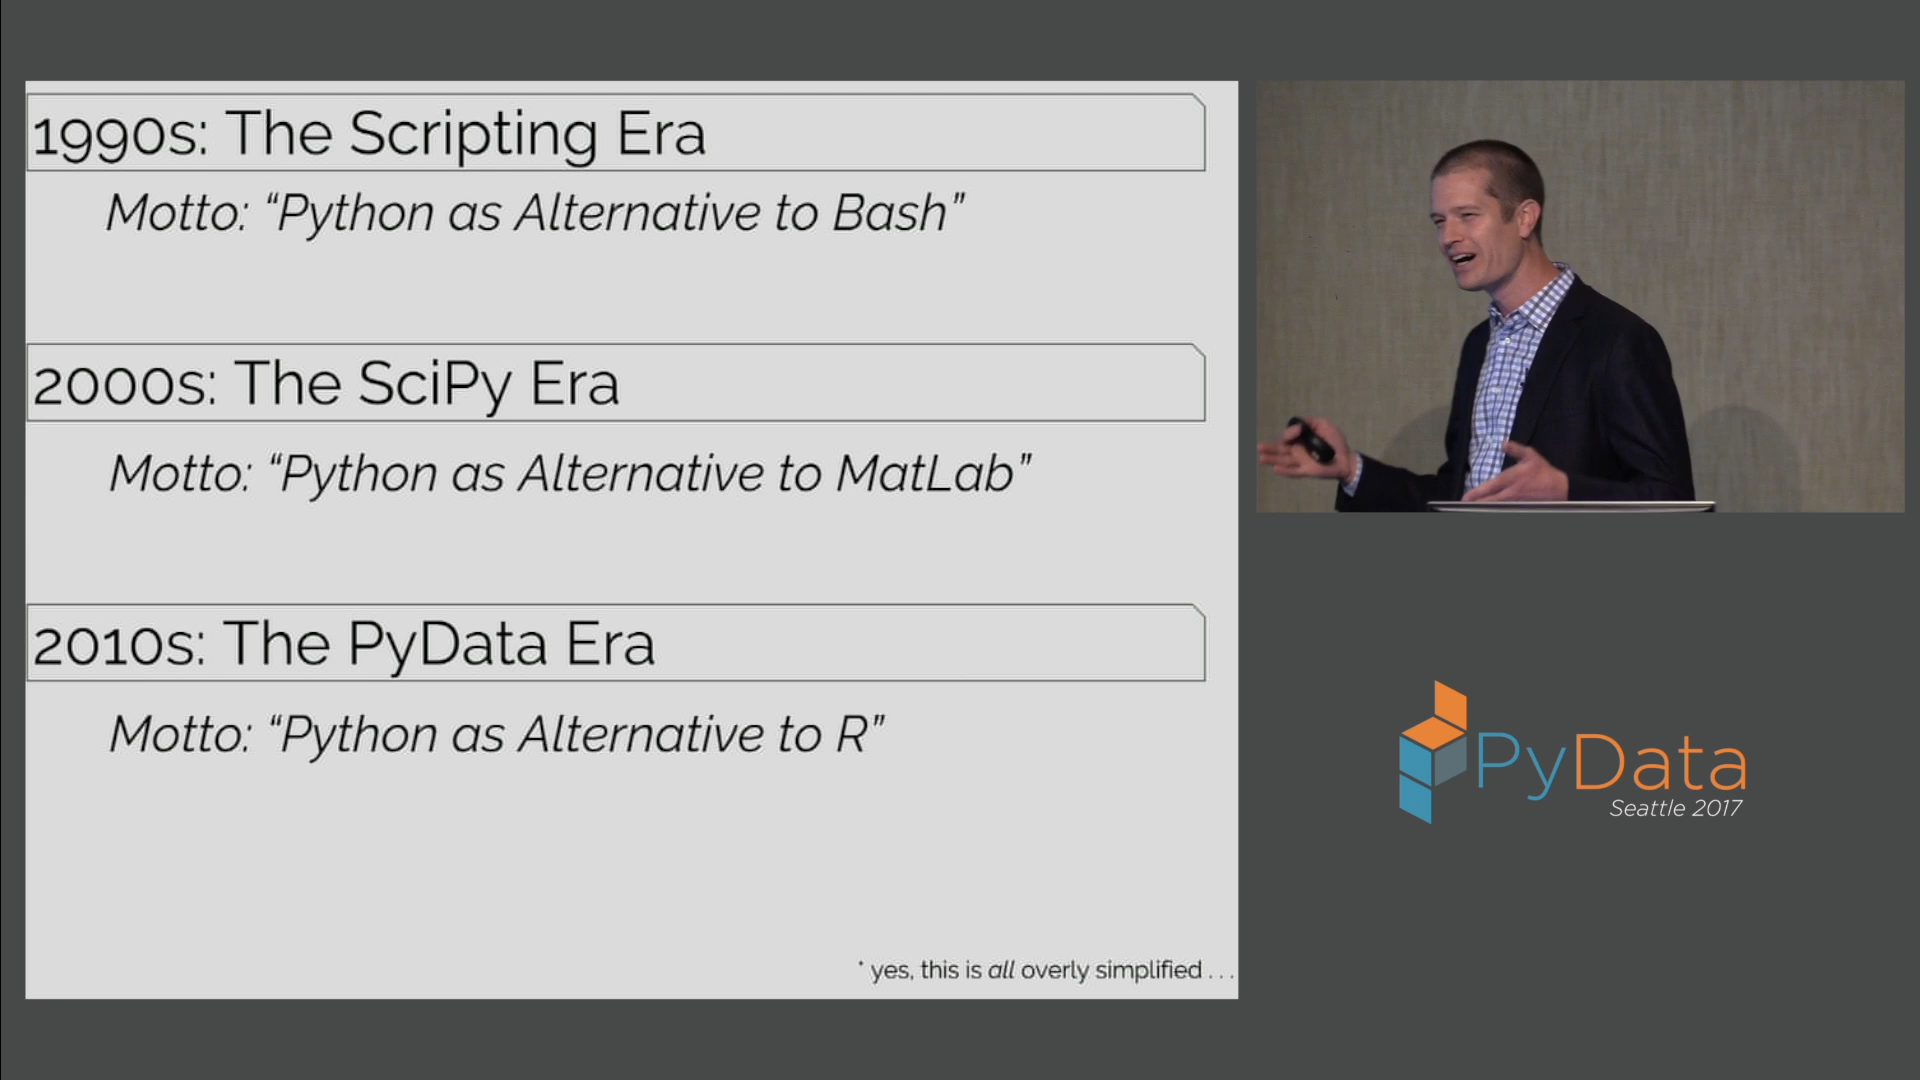 1990s: The Scripting Era
Motto: “Python as Alternative to Bash”
2000s: The SciPy Era
Motto: “Python as Alternative to MatLab”
2010s: The PyData Era
Motto: “Python as Alternative to R”
* yes, this is all overly simplified . . .
PyData
Seattle 2017